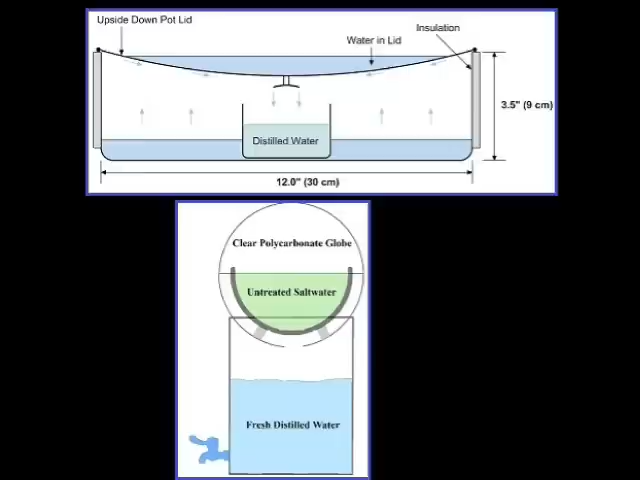 Upside Down Pot Lid
Insulation
Water in Lid
3.5" (9 cm)
Distilled Water
12.0" (30 cm)
Clear Polycarbonate Globe
Untreated Saltwater
Fresh Distilled Water